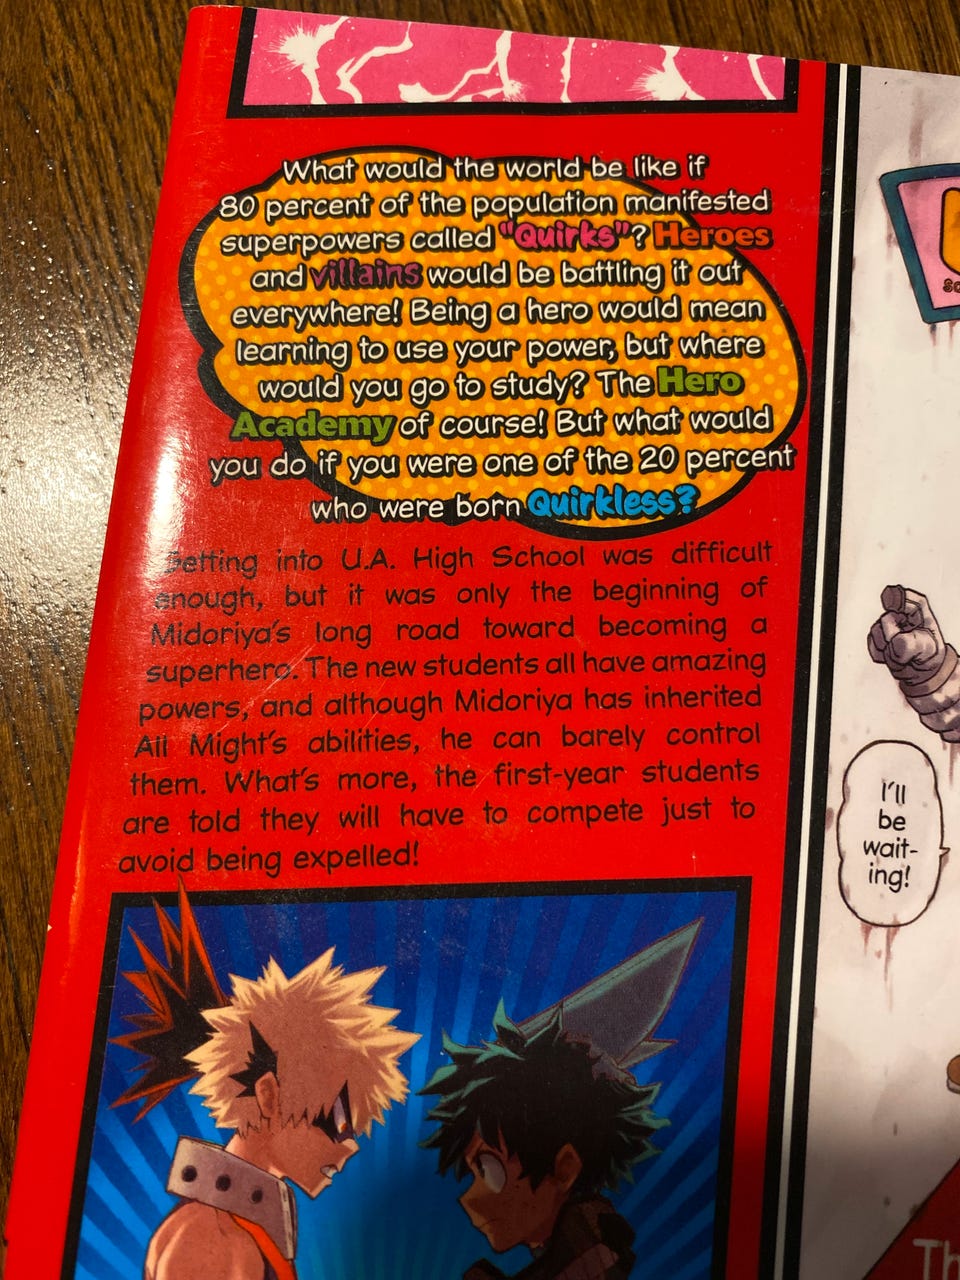 What would the world be like if
80 percent of the population manifested
superpowers called "Quirks"? Heroes
and villains would be battling it out
everywhere! Being a hero would mean
learning to use your power, but where
would you go to study? The Hero
Academy of course! But what would
you do if you were one of the 20 percent
who were born Quirkless?
Getting into U.A. High School was difficult
enough, but it was only the beginning of
Midoriya's long road toward becoming a
superhero. The new students all have amazing
powers, and although Midoriya has inherited
All Might's abilities, he can barely control
them. What's more, the first-year students
are told they will have to compete just to
avoid being expelled!
I'll
be
wait-
ing!